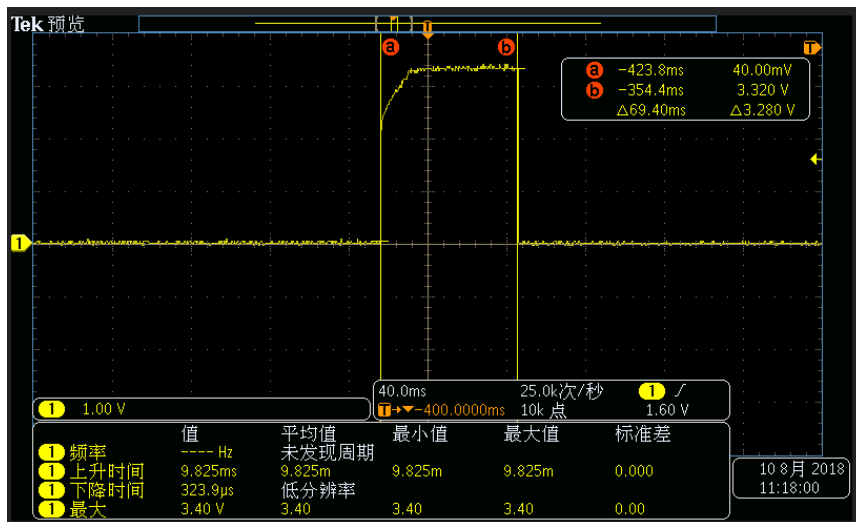 Tek 预览
T
a b T
a -423.8ms 40.00mV
b -354.4ms 3.320 V
△69.40ms △3.280 V
1
1 1.00 V
40.0ms 25.0k次/秒 1
T→▼-400.0000ms 10k 点 1.60 V
值 平均值 最小值 最大值 标准差
1 频率 ---- Hz 未发现周期
1 上升时间 9.825ms 9.825m 9.825m 9.825m 0.000
1 下降时间 323.9μs 低分辨率
1 最大 3.40 V 3.40 3.40 3.40 0.00
10 8月 2018
11:18:00